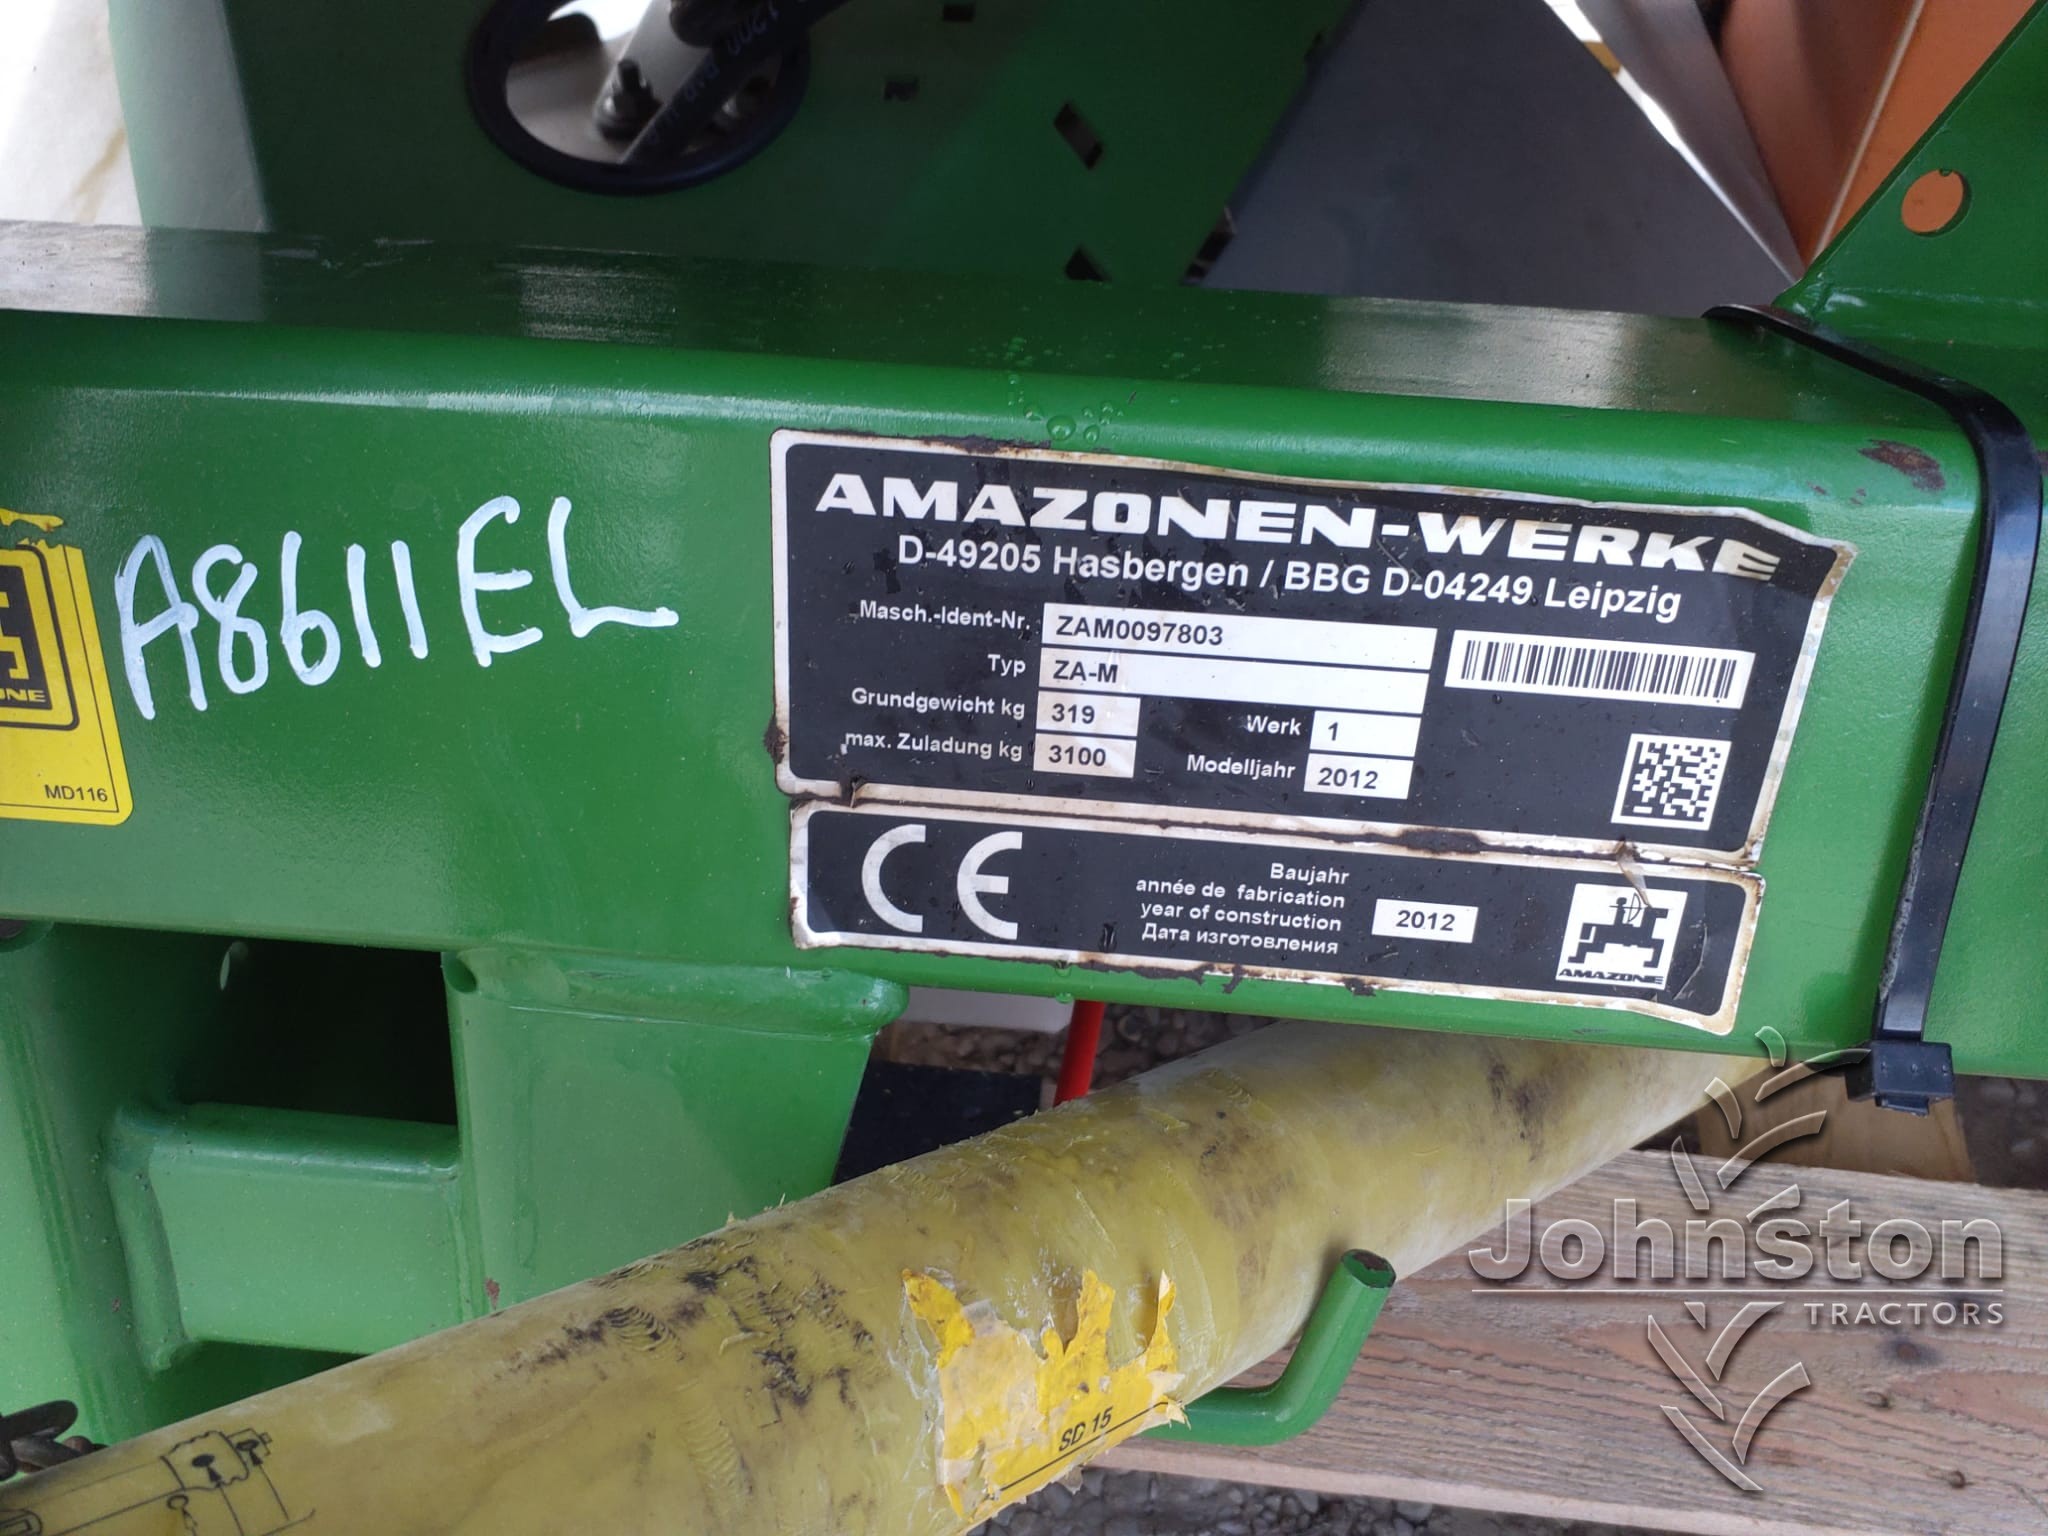 1200
A8611EL
ZONE
MD116
AMAZONEN-WERKE
D-49205 Hasbergen / BBG D-04249 Leipzig
Masch.-Ident-Nr. ZAM0097803
Typ ZA-M
Grundgewicht kg 319 Werk 1
max. Zuladung kg 3100 Modelljahr 2012
CE
Baujahr
année de fabrication
year of construction
Дата изготовления
2012
AMAZONE
SD 15
Johnston
TRACTORS